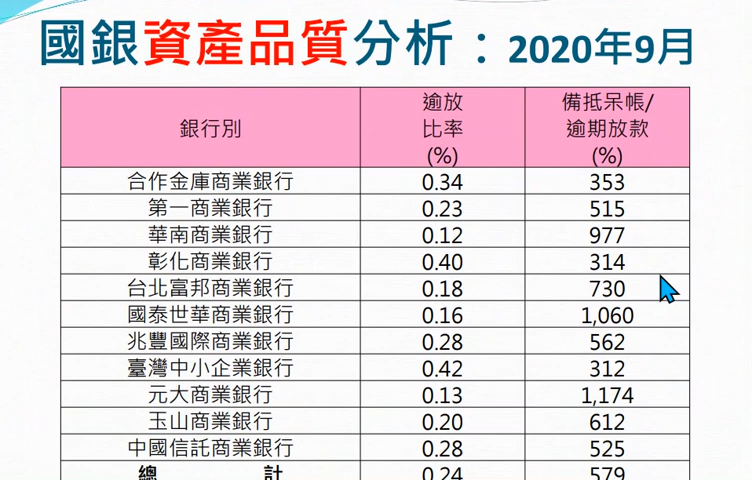 國銀資產品質分析：2020年9月
銀行別 逾放比率(%) 備抵呆帳/逾期放款(%)
合作金庫商業銀行 0.34 353
第一商業銀行 0.23 515
華南商業銀行 0.12 977
彰化商業銀行 0.40 314
台北富邦商業銀行 0.18 730
國泰世華商業銀行 0.16 1,060
兆豐國際商業銀行 0.28 562
臺灣中小企業銀行 0.42 312
元大商業銀行 0.13 1,174
玉山商業銀行 0.20 612
中國信託商業銀行 0.28 525
總計 0.24 579